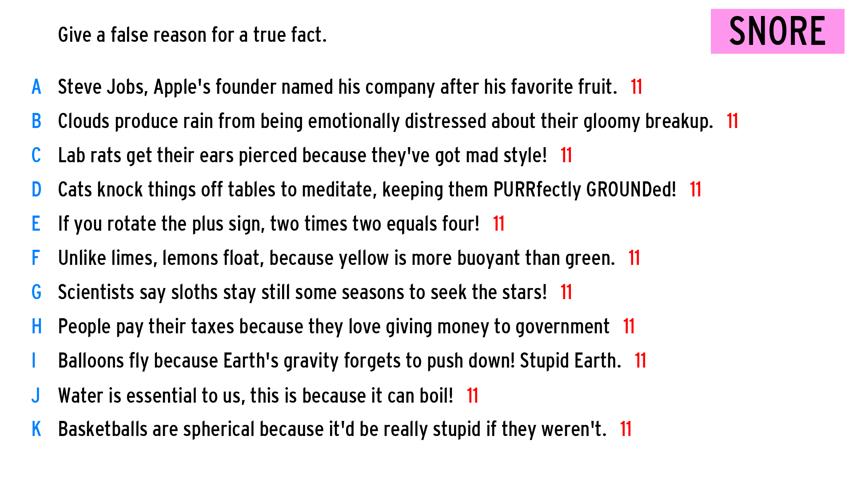 Give a false reason for a true fact.
SNORE
A Steve Jobs, Apple's founder named his company after his favorite fruit. 11
B Clouds produce rain from being emotionally distressed about their gloomy breakup. 11
C Lab rats get their ears pierced because they've got mad style! 11
D Cats knock things off tables to meditate, keeping them PURRfectly GROUNDed! 11
E If you rotate the plus sign, two times two equals four! 11
F Unlike limes, lemons float, because yellow is more buoyant than green. 11
G Scientists say sloths stay still some seasons to seek the stars! 11
H People pay their taxes because they love giving money to government 11
I Balloons fly because Earth's gravity forgets to push down! Stupid Earth. 11
J Water is essential to us, this is because it can boil! 11
K Basketballs are spherical because it'd be really stupid if they weren't. 11